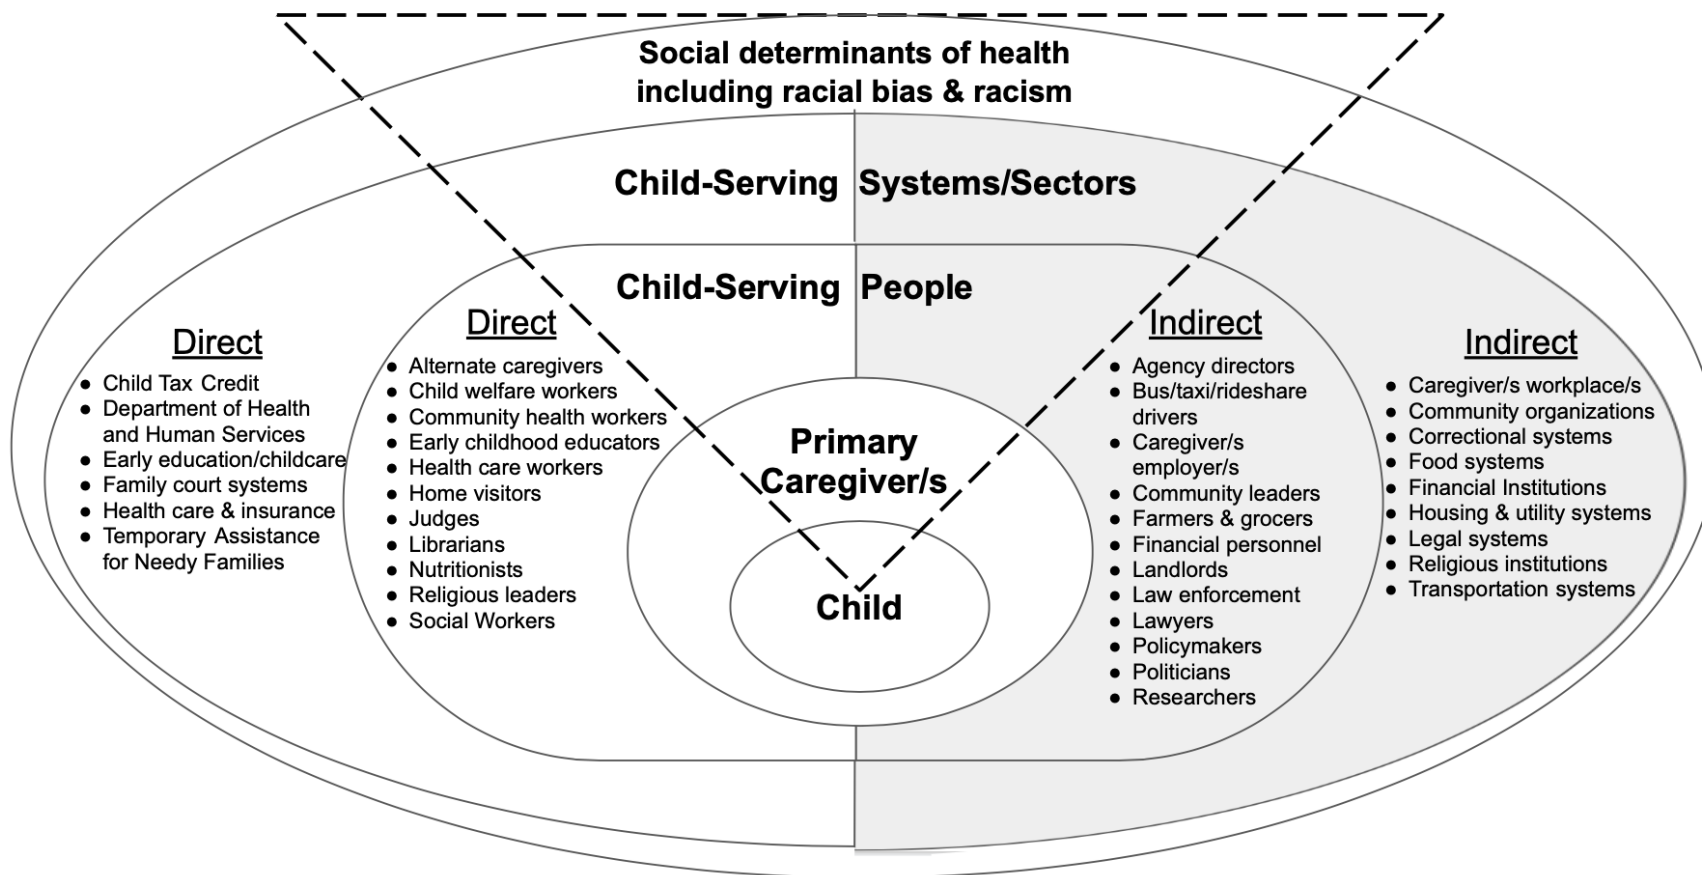 Social determinants of health
including racial bias & racism
Child-Serving Systems/Sectors
Child-Serving People
Direct
● Child Tax Credit
● Department of Health
and Human Services
● Early education/childcare
● Family court systems
● Health care & insurance
● Temporary Assistance
for Needy Families
Direct
● Alternate caregivers
● Child welfare workers
● Community health workers
● Early childhood educators
● Health care workers
● Home visitors
● Judges
● Librarians
● Nutritionists
● Religious leaders
● Social Workers
Primary
Caregiver/s
Child
Indirect
● Agency directors
● Bus/taxi/rideshare
drivers
● Caregiver/s
employer/s
● Community leaders
● Farmers & grocers
● Financial personnel
● Landlords
● Law enforcement
● Lawyers
● Policymakers
● Politicians
● Researchers
Indirect
● Caregiver/s workplace/s
● Community organizations
● Correctional systems
● Food systems
● Financial Institutions
● Housing & utility systems
● Legal systems
● Religious institutions
● Transportation systems